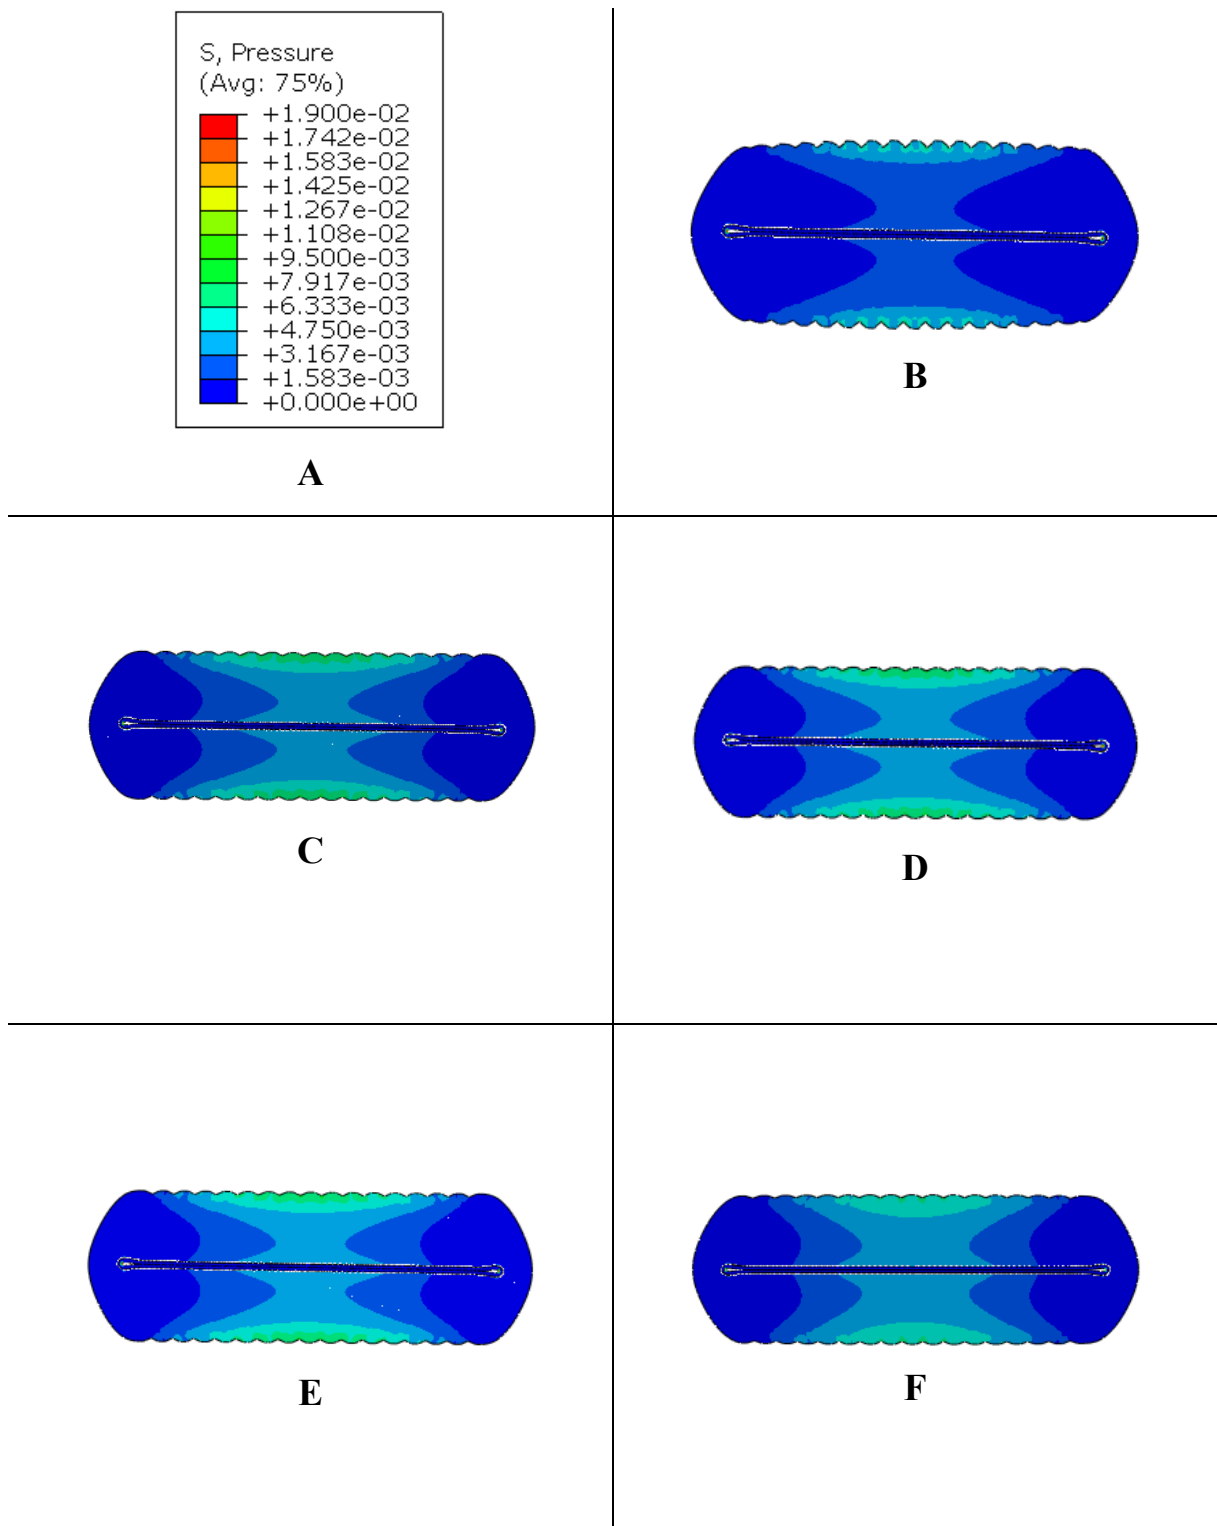 S, Pressure
(Avg: 75%)
+1.900e-02
+1.742e-02
+1.583e-02
+1.425e-02
+1.267e-02
+1.108e-02
+9.500e-03
+7.917e-03
+6.333e-03
+4.750e-03
+3.167e-03
+1.583e-03
+0.000e+00
A
B
C
D
E
F